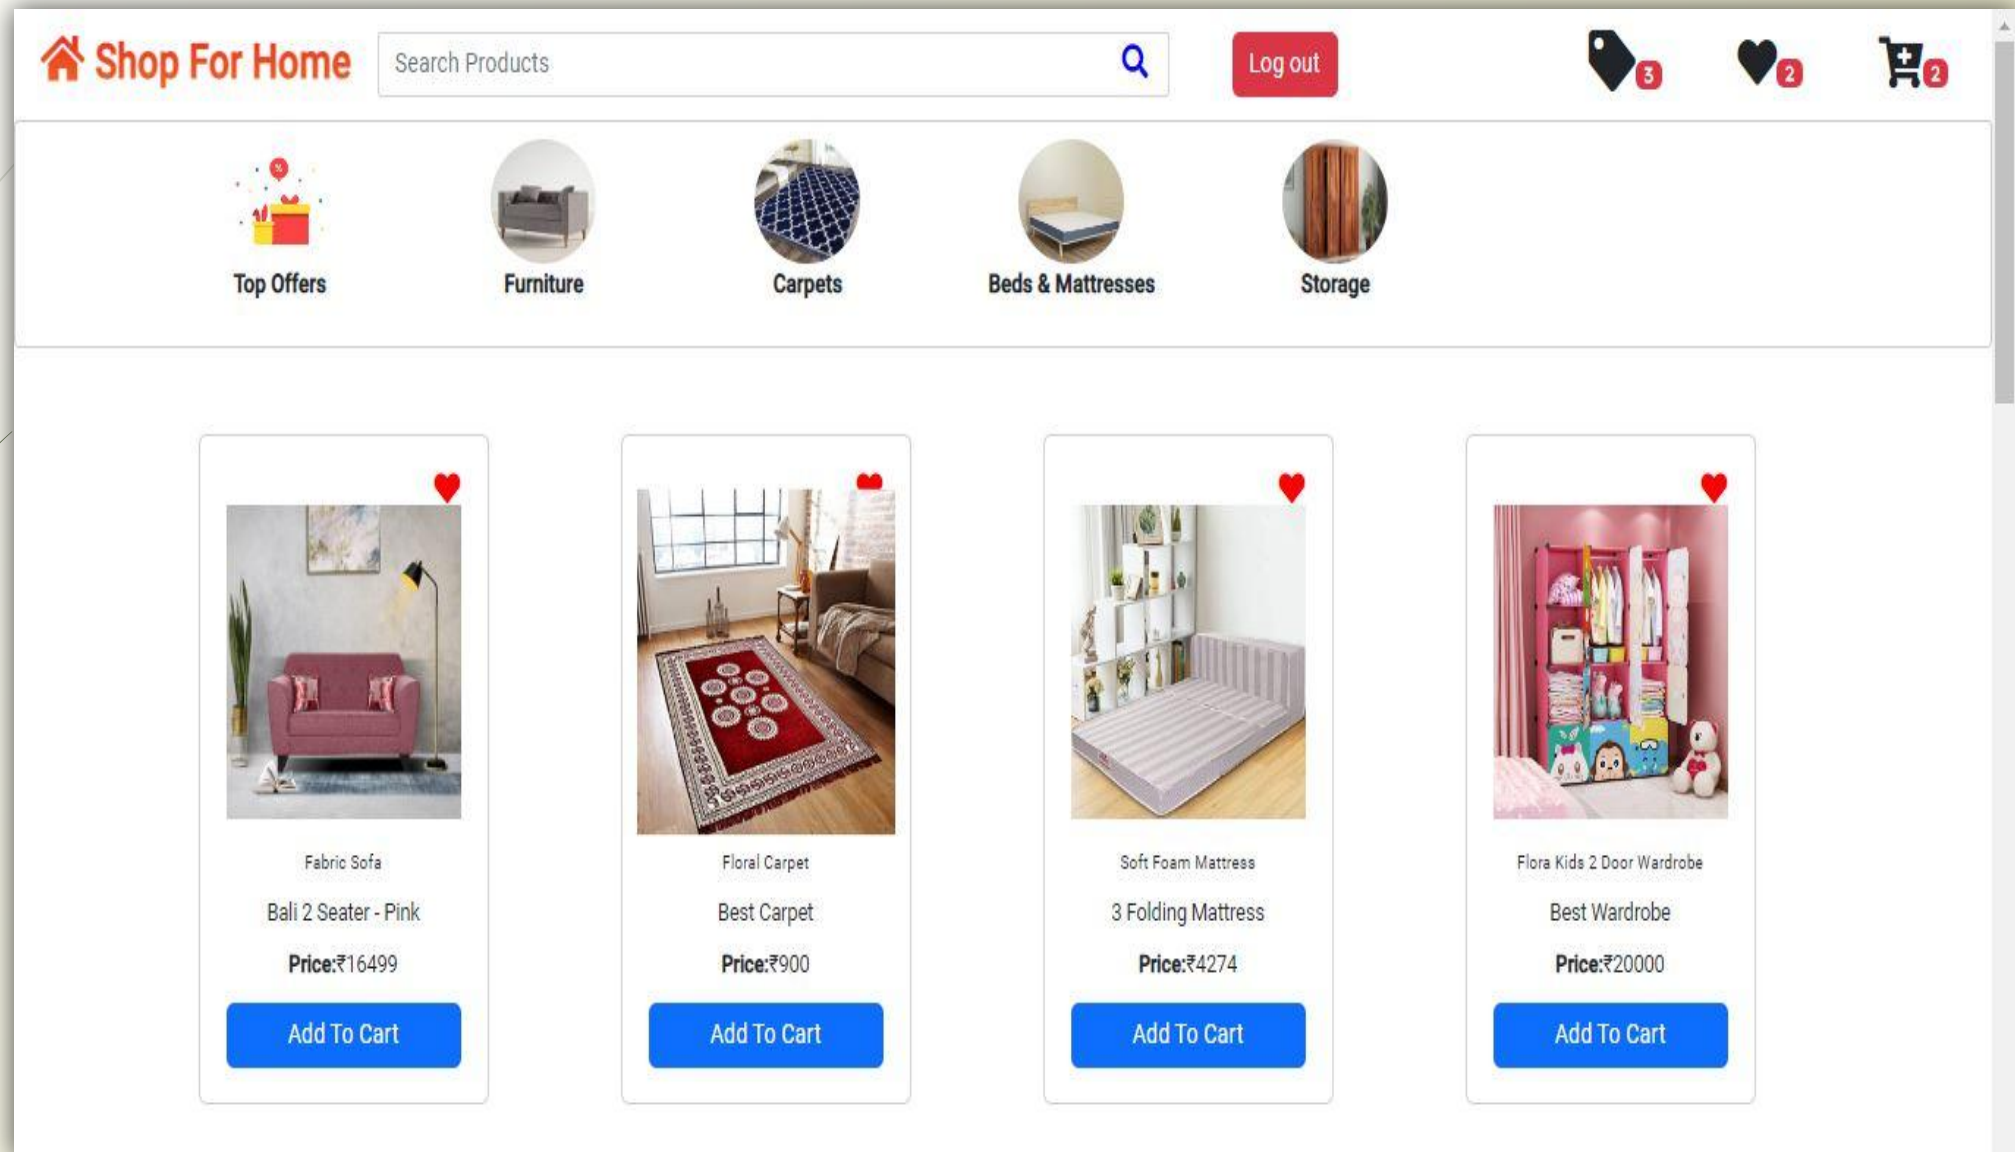 Shop For Home
Search Products
Log out
3
2
2
%
Top Offers
Furniture
Carpets
Beds & Mattresses
Storage
Fabric Sofa
Bali 2 Seater - Pink
Price:₹16499
Add To Cart
Floral Carpet
Best Carpet
Price:₹900
Add To Cart
Soft Foam Mattress
3 Folding Mattress
Price:₹4274
Add To Cart
Flora Kids 2 Door Wardrobe
Best Wardrobe
Price:₹20000
Add To Cart